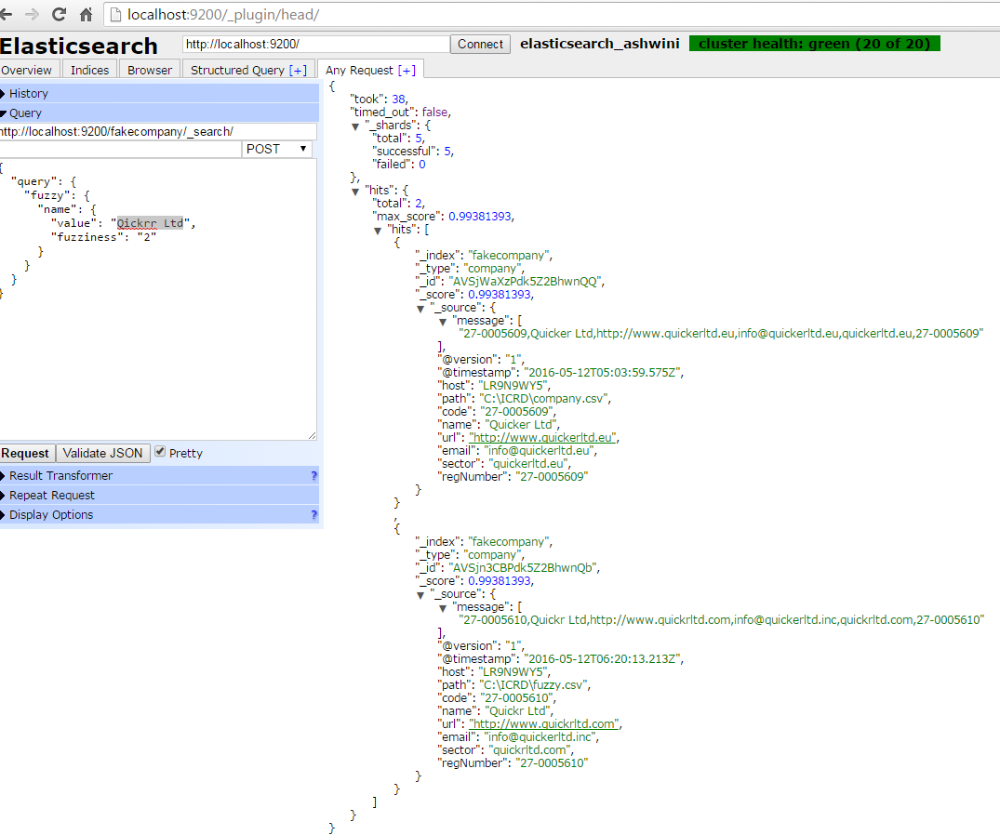 localhost:9200/_plugin/head/
Elasticsearch http://localhost:9200/ Connect elasticsearch_ashwini cluster health: green (20 of 20)
Overview Indices Browser Structured Query [+] Any Request [+]
History
Query
http://localhost:9200/fakecompany/_search/
POST ▼
{
"query": {
"fuzzy": {
"name": {
"value": "Qickrr Ltd",
"fuzziness": "2"
}
}
}
}
Request Validate JSON Pretty
Result Transformer ?
Repeat Request
Display Options ?
{
"took": 38,
"timed_out": false,
"_shards": {
"total": 5,
"successful": 5,
"failed": 0
},
"hits": {
"total": 2,
"max_score": 0.99381393,
"hits": [
{
"_index": "fakecompany",
"_type": "company",
"_id": "AVSjWaXzPdk5Z2BhwnQQ",
"_score": 0.99381393,
"_source": {
"message": [
"27-0005609,Quicker Ltd,http://www.quickerltd.eu,info@quickerltd.eu,quickerltd.eu,27-0005609"
],
"@version": "1",
"@timestamp": "2016-05-12T05:03:59.575Z",
"host": "LR9N9WY5",
"path": "C:\ICRD\company.csv",
"code": "27-0005609",
"name": "Quicker Ltd",
"url": "http://www.quickerltd.eu",
"email": "info@quickerltd.eu",
"sector": "quickerltd.eu",
"regNumber": "27-0005609"
}
}
,
{
"_index": "fakecompany",
"_type": "company",
"_id": "AVSjn3CBPdk5Z2BhwnQb",
"_score": 0.99381393,
"_source": {
"message": [
"27-0005610,Quickr Ltd,http://www.quickrltd.com,info@quickerltd.inc,quickrltd.com,27-0005610"
],
"@version": "1",
"@timestamp": "2016-05-12T06:20:13.213Z",
"host": "LR9N9WY5",
"path": "C:\ICRD\fuzzy.csv",
"code": "27-0005610",
"name": "Quickr Ltd",
"url": "http://www.quickrltd.com",
"email": "info@quickerltd.inc",
"sector": "quickrltd.com",
"regNumber": "27-0005610"
}
}
]
}
}